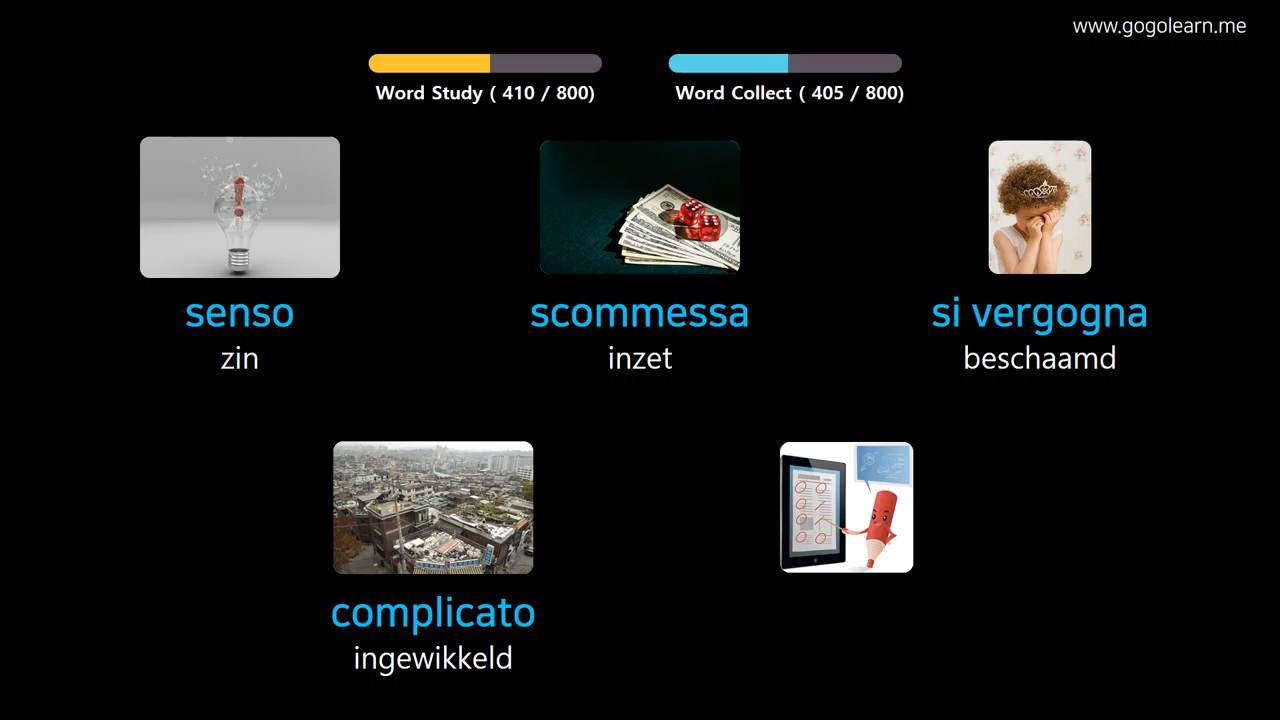 www.gogolearn.me
Word Study ( 410 / 800)
Word Collect ( 405 / 800)
senso
scommessa
si vergogna
zin
inzet
beschaamd
complicato
ingewikkeld